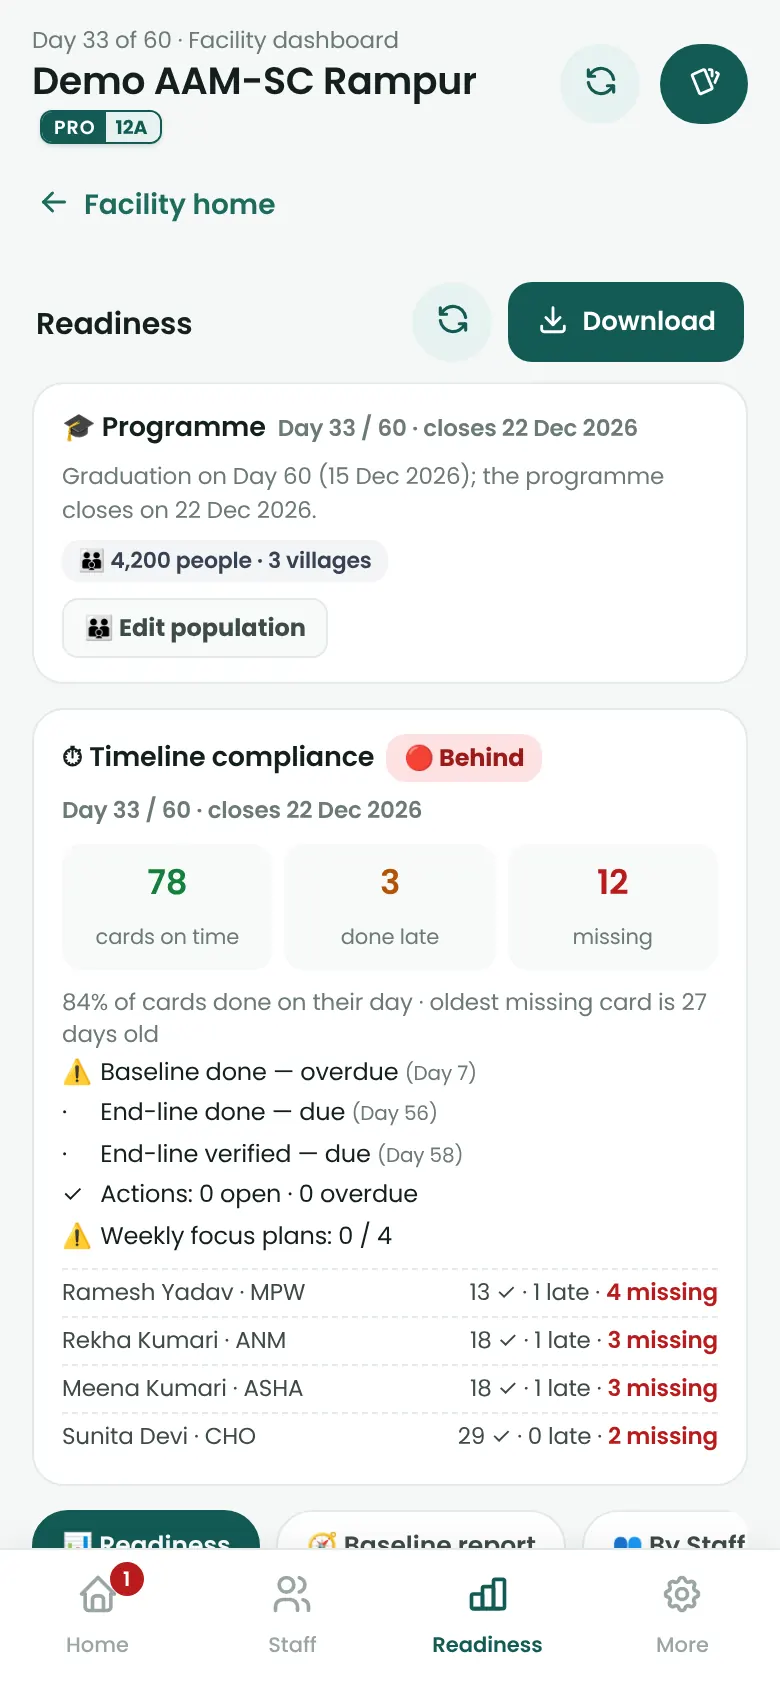 Day 33 of 60 · Facility dashboard
Demo AAM-SC Rampur
PRO 12A
← Facility home
Readiness
Download
🎓 Programme Day 33 / 60 · closes 22 Dec 2026
Graduation on Day 60 (15 Dec 2026); the programme
closes on 22 Dec 2026.
👪 4,200 people · 3 villages
👪 Edit population
⏱ Timeline compliance 🔴 Behind
Day 33 / 60 · closes 22 Dec 2026
78 3 12
cards on time done late missing
84% of cards done on their day · oldest missing card is 27
days old
⚠️ Baseline done — overdue (Day 7)
· End-line done — due (Day 56)
· End-line verified — due (Day 58)
✓ Actions: 0 open · 0 overdue
⚠️ Weekly focus plans: 0 / 4
Ramesh Yadav · MPW 13 ✓ · 1 late · 4 missing
Rekha Kumari · ANM 18 ✓ · 1 late · 3 missing
Meena Kumari · ASHA 18 ✓ · 1 late · 3 missing
Sunita Devi · CHO 29 ✓ · 0 late · 2 missing
📊 Readiness 🧭 Baseline report 👥 By Staff
1
Home Staff Readiness More